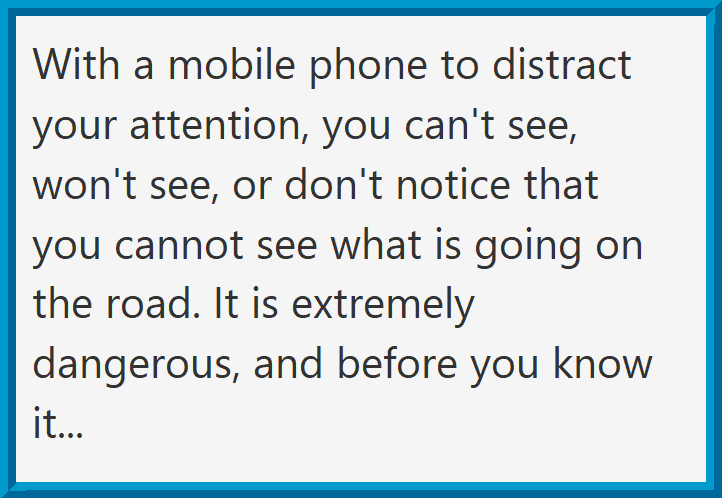 With a mobile phone to distract
your attention, you can't see,
won't see, or don't notice that
you cannot see what is going on
the road. It is extremely
dangerous, and before you know
it...